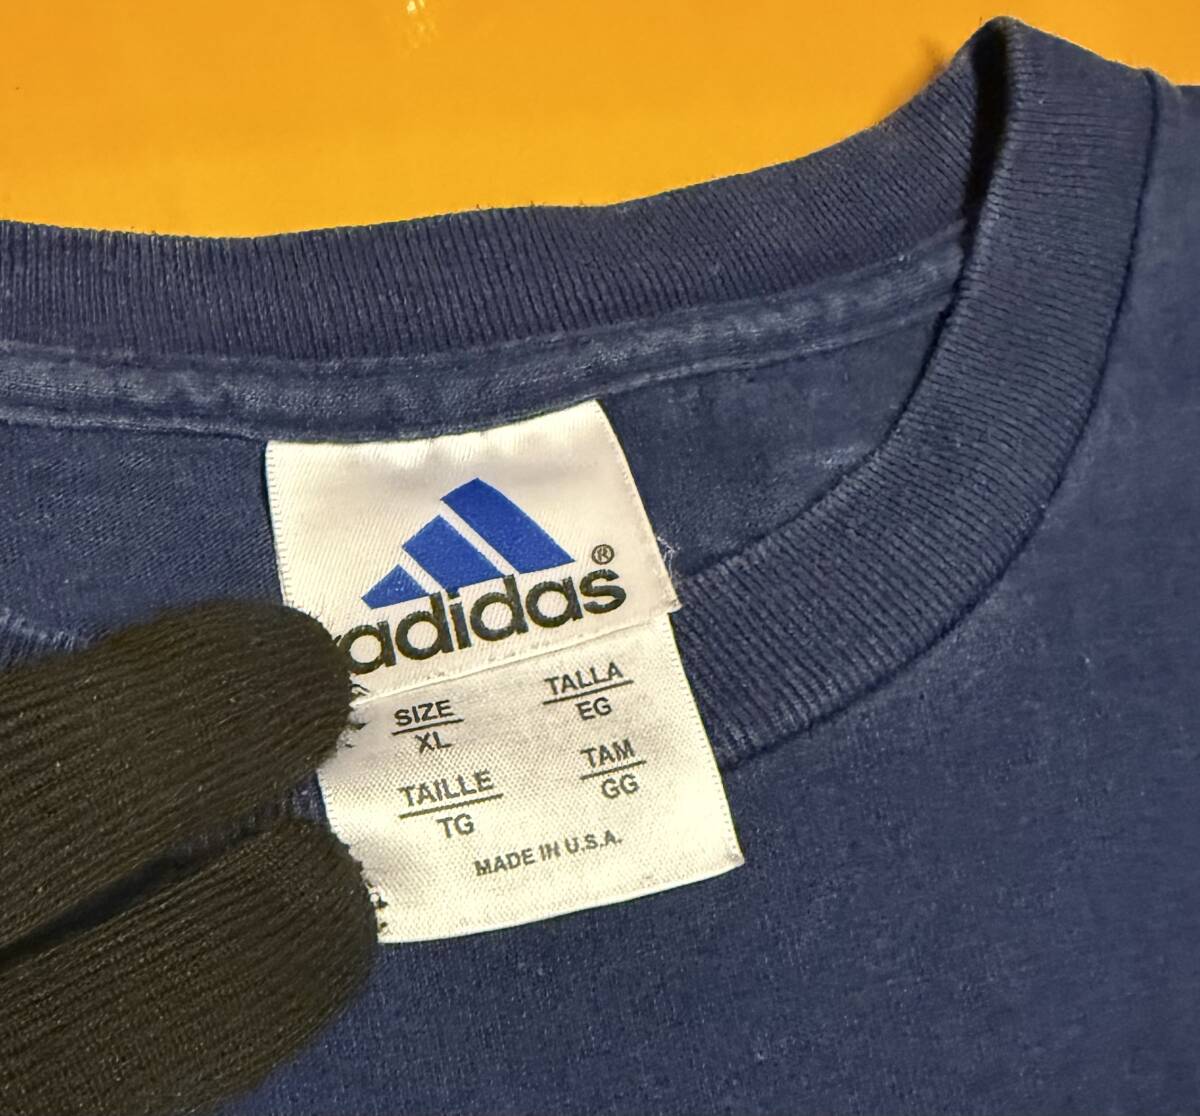 ®
adidas
SIZE
XL
TALLA
EG
TAILLE
TG
TAM
GG
MADE IN U.S.A.